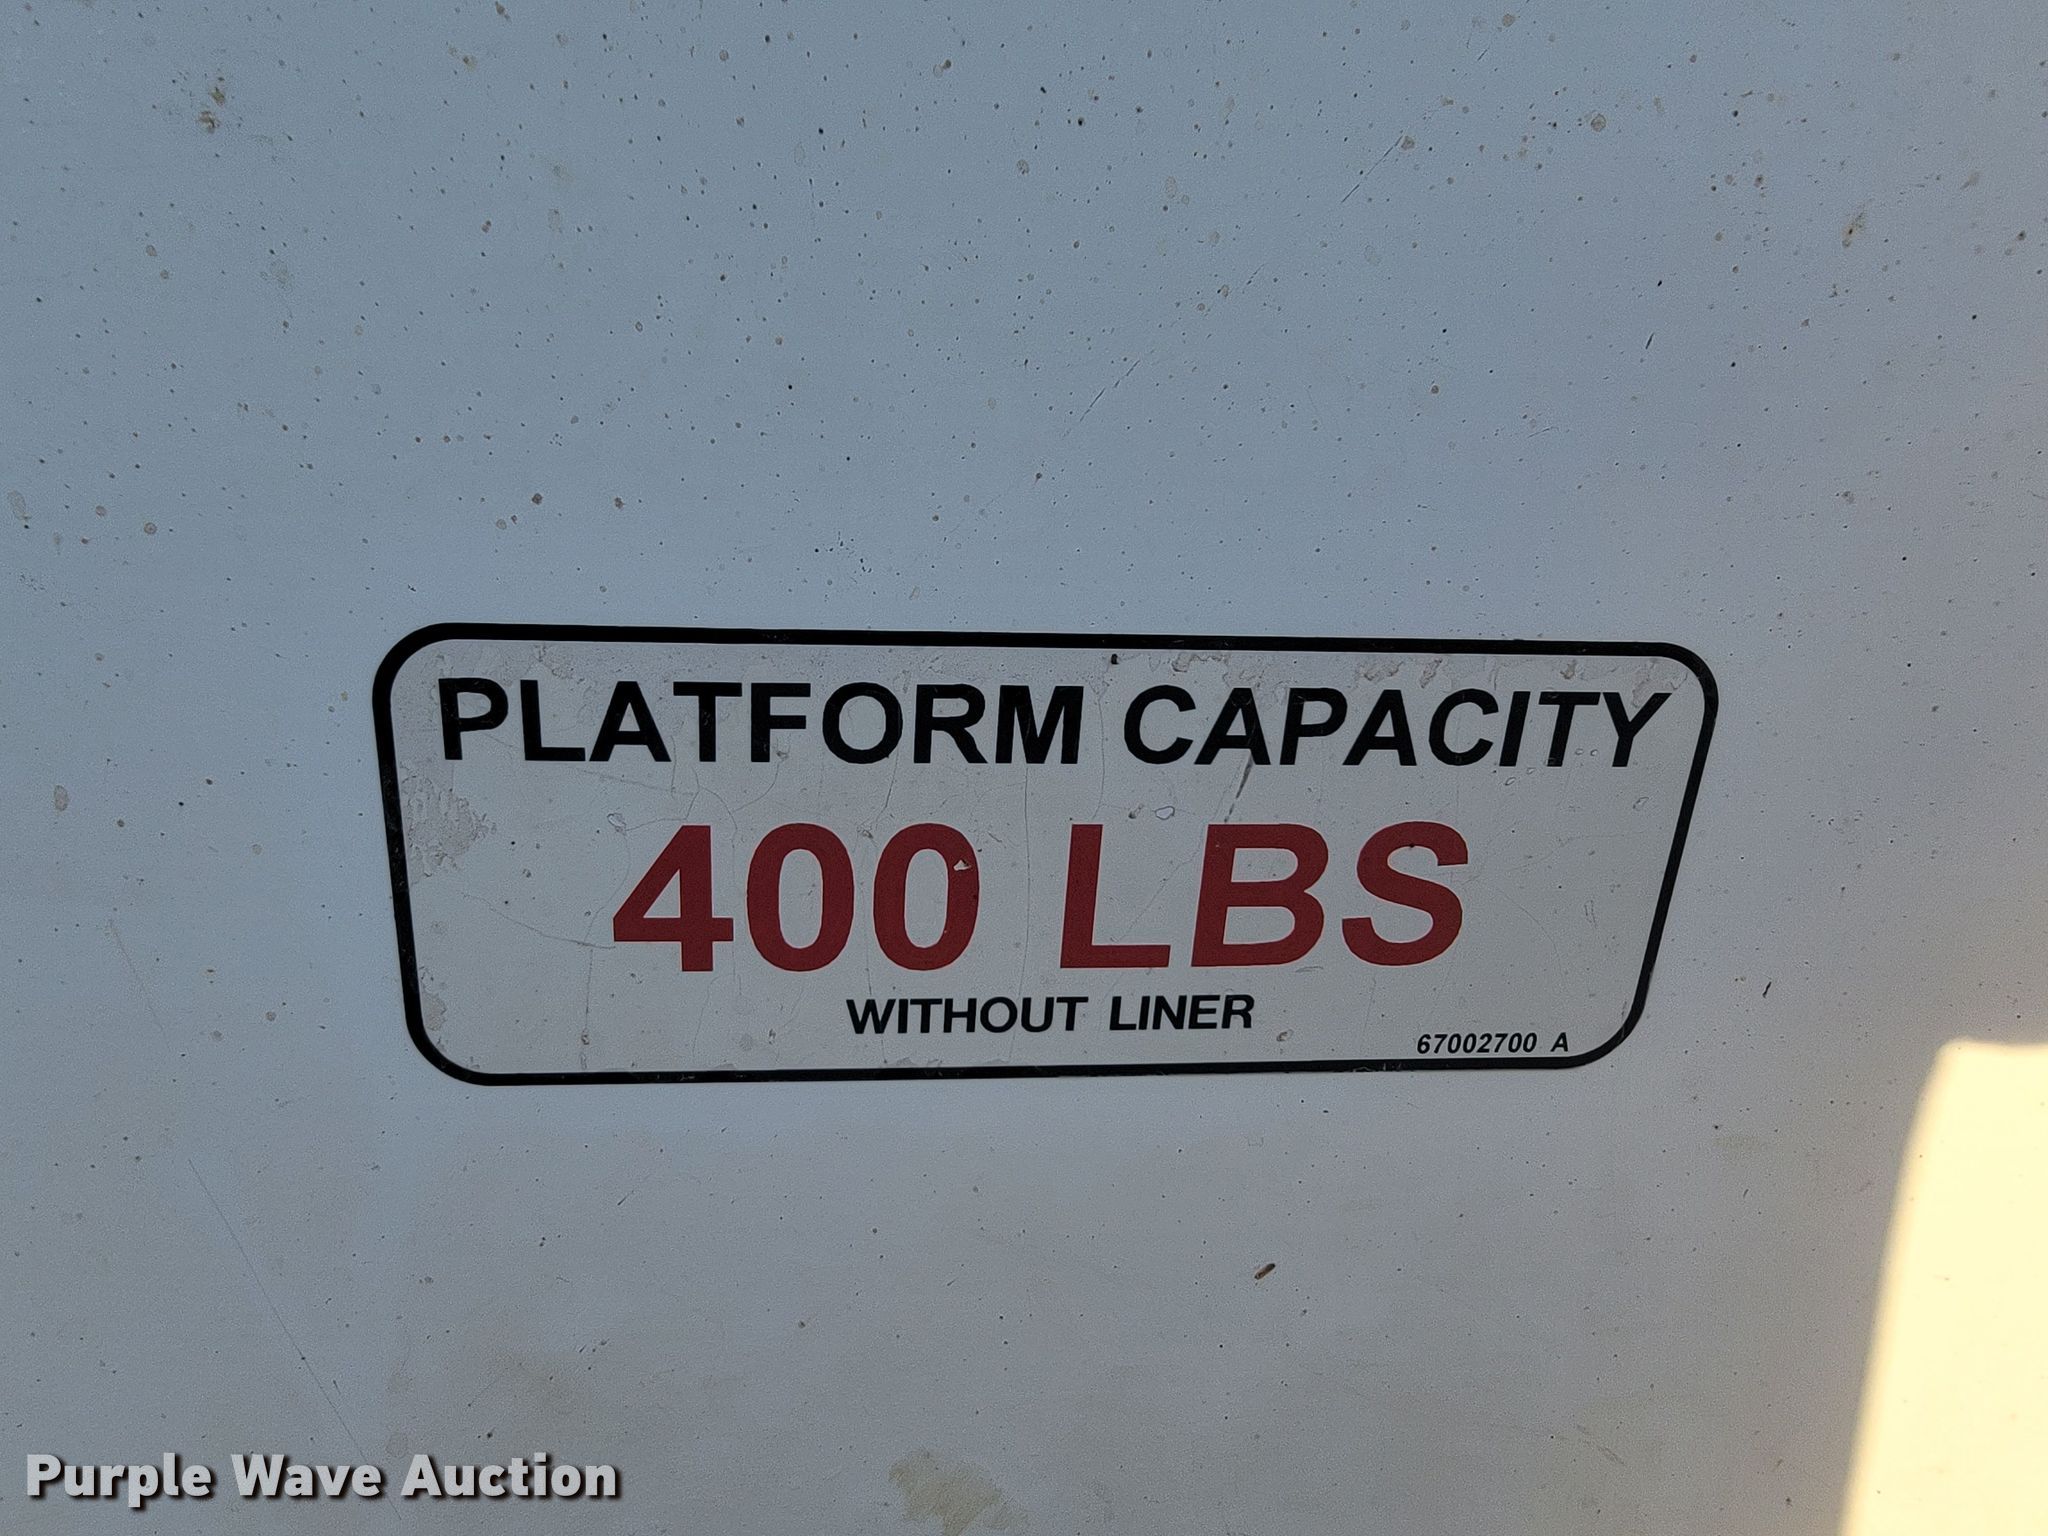 PLATFORM CAPACITY
400 LBS
WITHOUT LINER
67002700 A
Purple Wave Auction